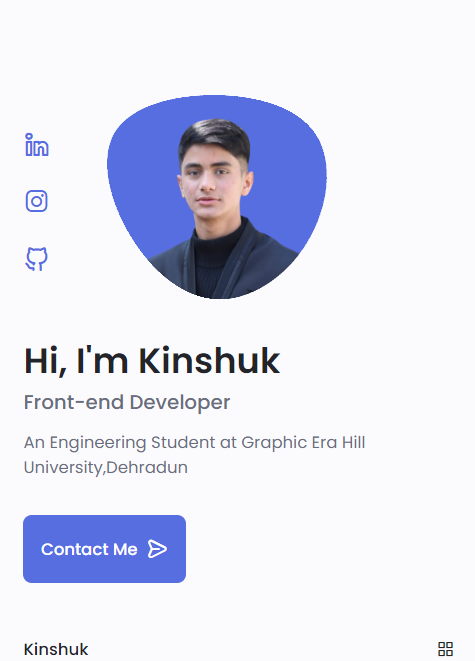 Hi, I'm Kinshuk
Front-end Developer
An Engineering Student at Graphic Era Hill
University,Dehradun
Contact Me
Kinshuk